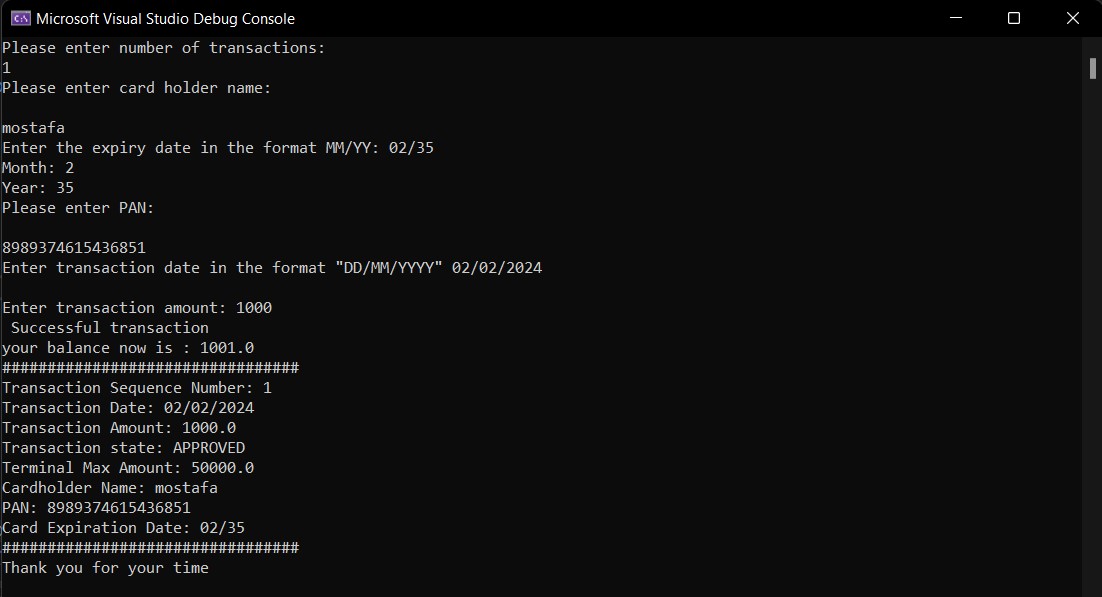 Microsoft Visual Studio Debug Console
Please enter number of transactions:
1
Please enter card holder name:
mostafa
Enter the expiry date in the format MM/YY: 02/35
Month: 2
Year: 35
Please enter PAN:
8989374615436851
Enter transaction date in the format "DD/MM/YYYY" 02/02/2024
Enter transaction amount: 1000
Successful transaction
your balance now is : 1001.0
#################################
Transaction Sequence Number: 1
Transaction Date: 02/02/2024
Transaction Amount: 1000.0
Transaction state: APPROVED
Terminal Max Amount: 50000.0
Cardholder Name: mostafa
PAN: 8989374615436851
Card Expiration Date: 02/35
#################################
Thank you for your time